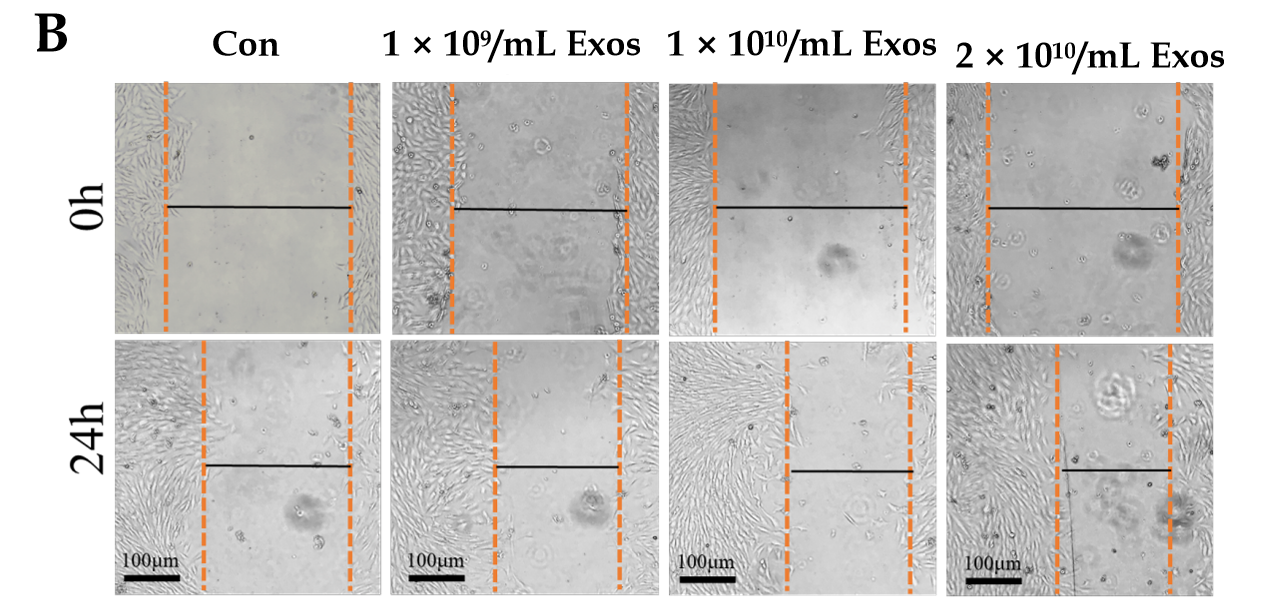 B
Con
1 × 10⁹/mL Exos
1 × 10¹⁰/mL Exos
2 × 10¹⁰/mL Exos
0h
24h
100μm
100μm
100μm
100μm